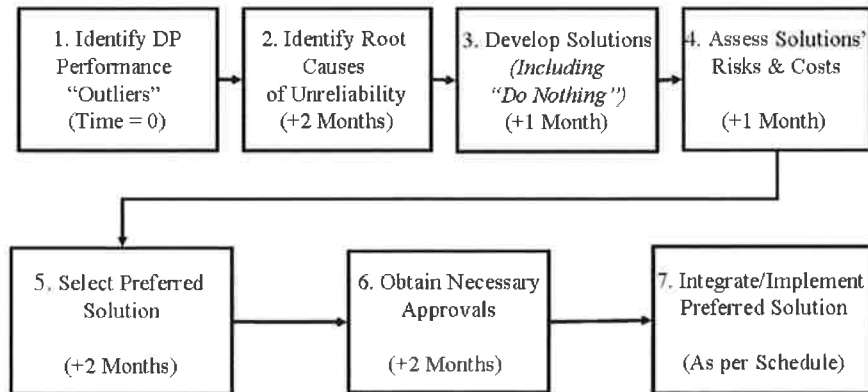 1. Identify DP
Performance
“Outliers”
(Time = 0)
2. Identify Root
Causes
of Unreliability
(+2 Months)
3. Develop Solutions
(Including
“Do Nothing”)
(+1 Month)
4. Assess Solutions’
Risks & Costs
(+1 Month)
5. Select Preferred
Solution
(+2 Months)
6. Obtain Necessary
Approvals
(+2 Months)
7. Integrate/Implement
Preferred Solution
(As per Schedule)